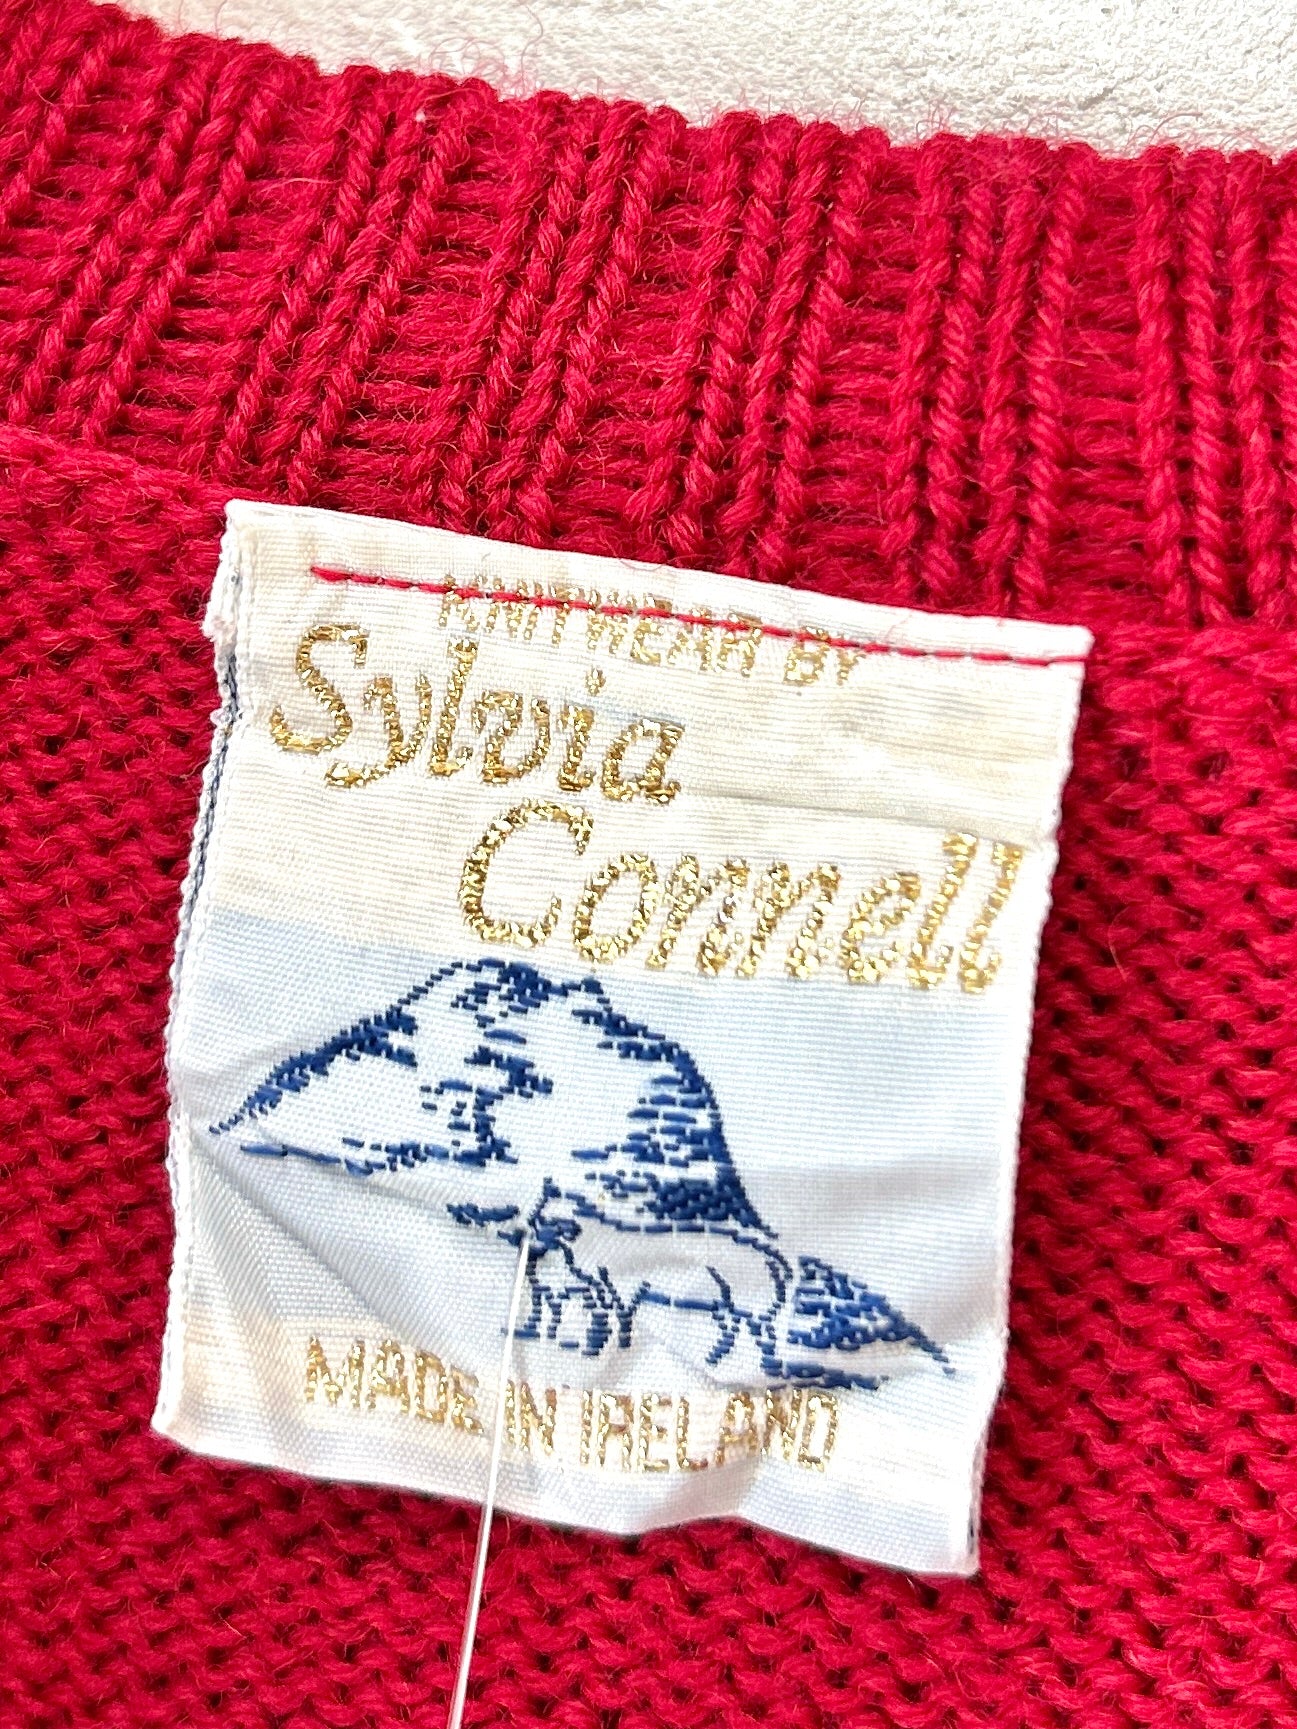 KNITWEAR BY
Sylvia
Connell
MADE IN IRELAND